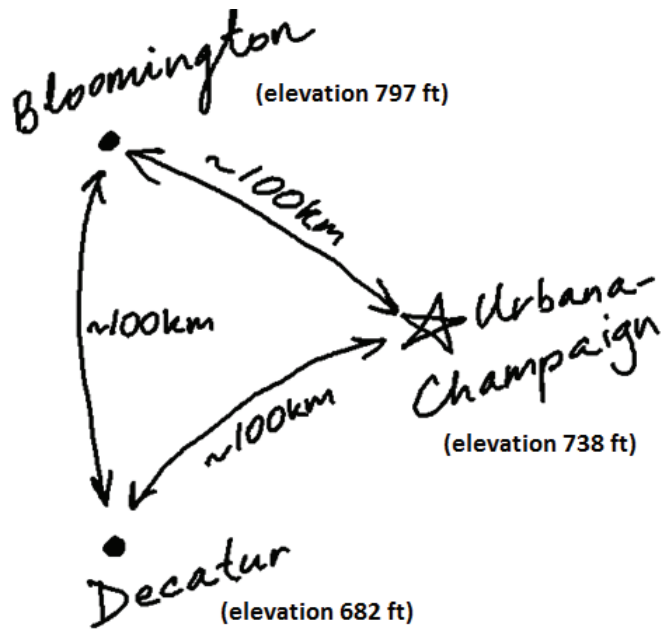 Bloomington
(elevation 797 ft)
~100km
~100km
Urbana-
Champaign
(elevation 738 ft)
~100km
Decatur
(elevation 682 ft)